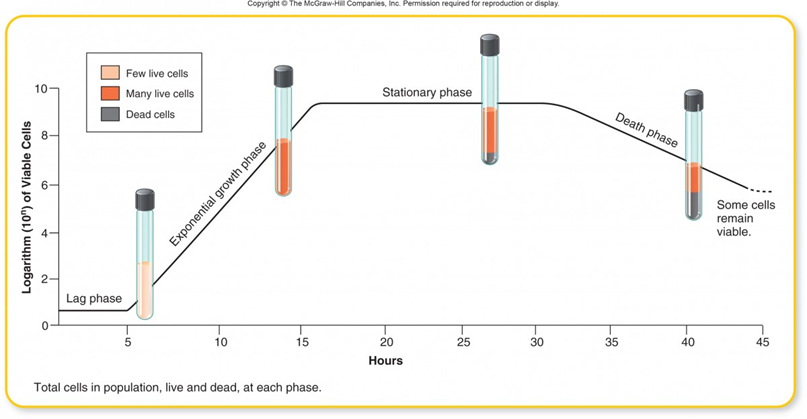 Copyright © The McGraw-Hill Companies, Inc. Permission required for reproduction or display.
Few live cells
Many live cells
Dead cells
Logarithm (10ⁿ) of Viable Cells
10
8
6
4
2
0
Lag phase
Exponential growth phase
Stationary phase
Death phase
Some cells
remain
viable.
5
10
15
20
25
30
35
40
45
Hours
Total cells in population, live and dead, at each phase.